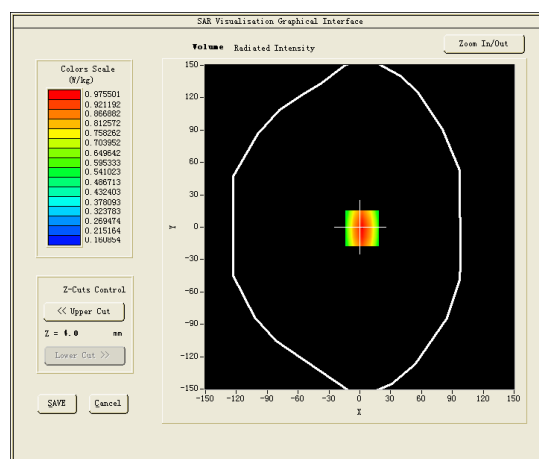 SAR Visualisation Graphical Interface
Volume Radiated Intensity
Zoom In/Out
Colors Scale
(W/kg)
0.975501
0.921192
0.866882
0.812572
0.758262
0.703952
0.649642
0.595333
0.541023
0.486713
0.432403
0.378093
0.323783
0.269474
0.215164
0.160854
Z-Cuts Control
<< Upper Cut
Z = 4.0 mm
Lower Cut >>
SAVE Cancel
150
120
90
60
30
0
-30
-60
-90
-120
-150
Y
-150 -120 -90 -60 -30 0 30 60 90 120 150
X